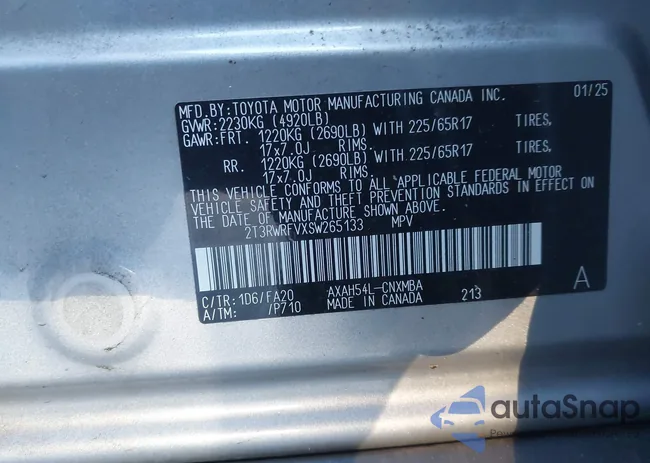 MFD.BY:TOYOTA MOTOR MANUFACTURING CANADA INC. 01/25
GVWR:2230KG (4920LB)
GAWR:FRT. 1220KG (2690LB) WITH 225/65R17 TIRES,
17x7.0J RIMS.
RR. 1220KG (2690LB) WITH 225/65R17 TIRES,
17x7.0J RIMS.
THIS VEHICLE CONFORMS TO ALL APPLICABLE FEDERAL MOTOR
VEHICLE SAFETY AND THEFT PREVENTION STANDARDS IN EFFECT ON
THE DATE OF MANUFACTURE SHOWN ABOVE.
2T3RWRFVXSW265133 MPV
C/TR: 1D6/FA20 AXAH54L-CNXMBA 213 A
A/TM: /P710 MADE IN CANADA
autaSnap